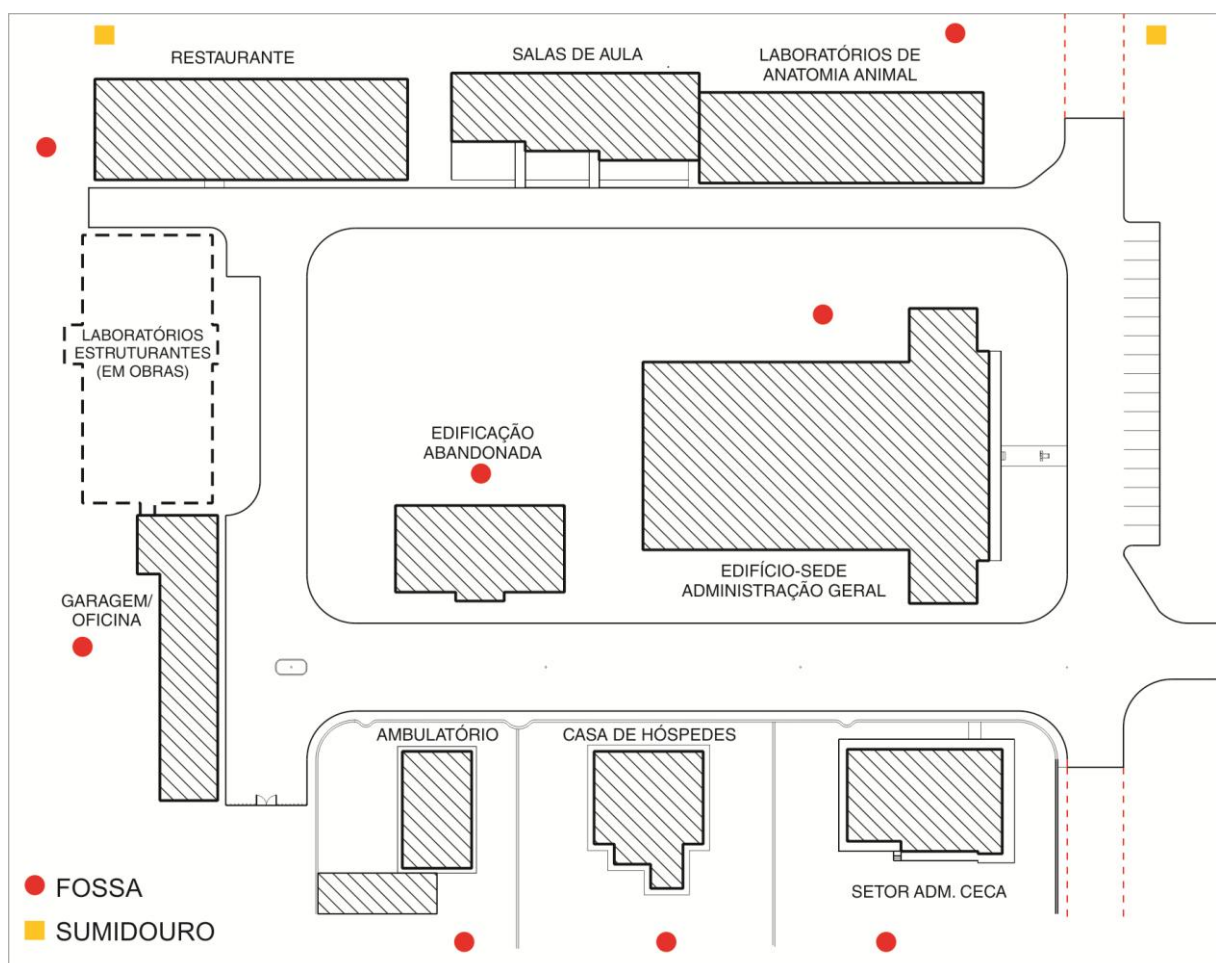 RESTAURANTE
SALAS DE AULA
LABORATÓRIOS DE
ANATOMIA ANIMAL
LABORATÓRIOS
ESTRUTURANTES
(EM OBRAS)
EDIFICAÇÃO
ABANDONADA
EDIFÍCIO-SEDE
ADMINISTRAÇÃO GERAL
GARAGEM/
OFICINA
AMBULATÓRIO
CASA DE HÓSPEDES
SETOR ADM. CECA
FOSSA
SUMIDOURO